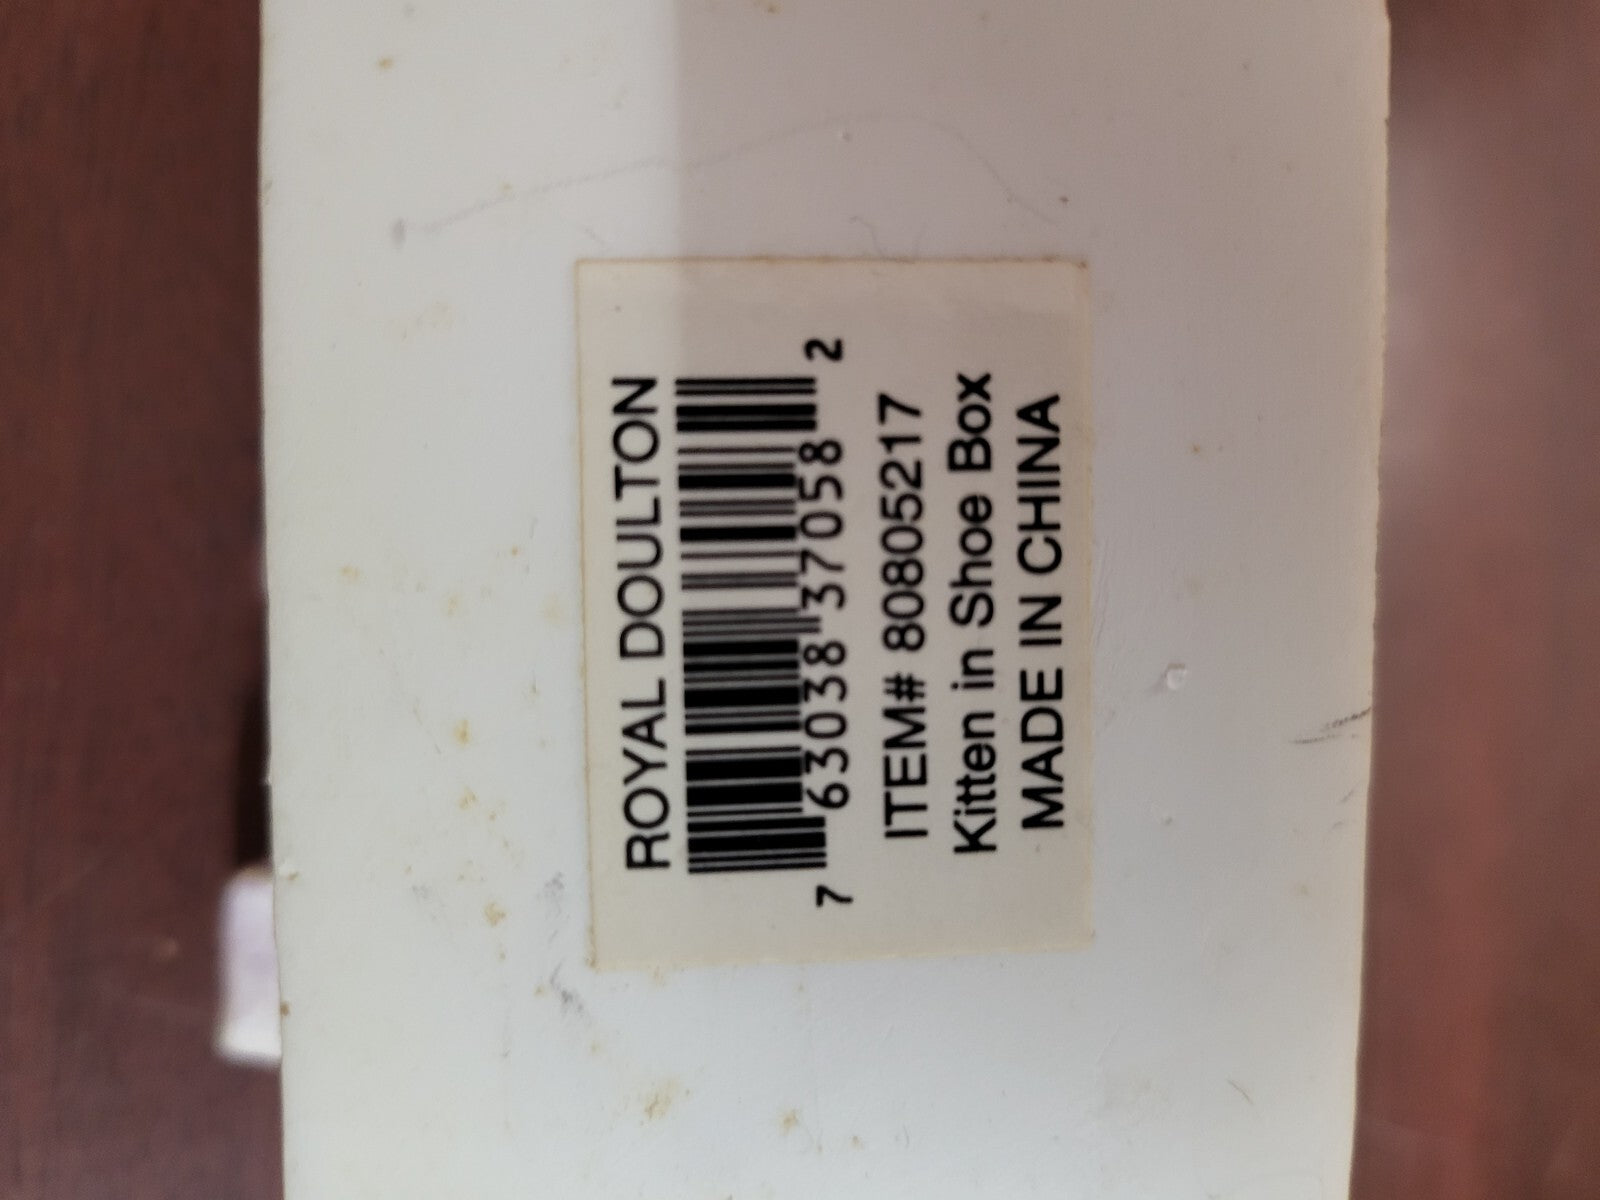 ROYAL DOULTON
7 63038 37058 2
ITEM# 80805217
Kitten in Shoe Box
MADE IN CHINA